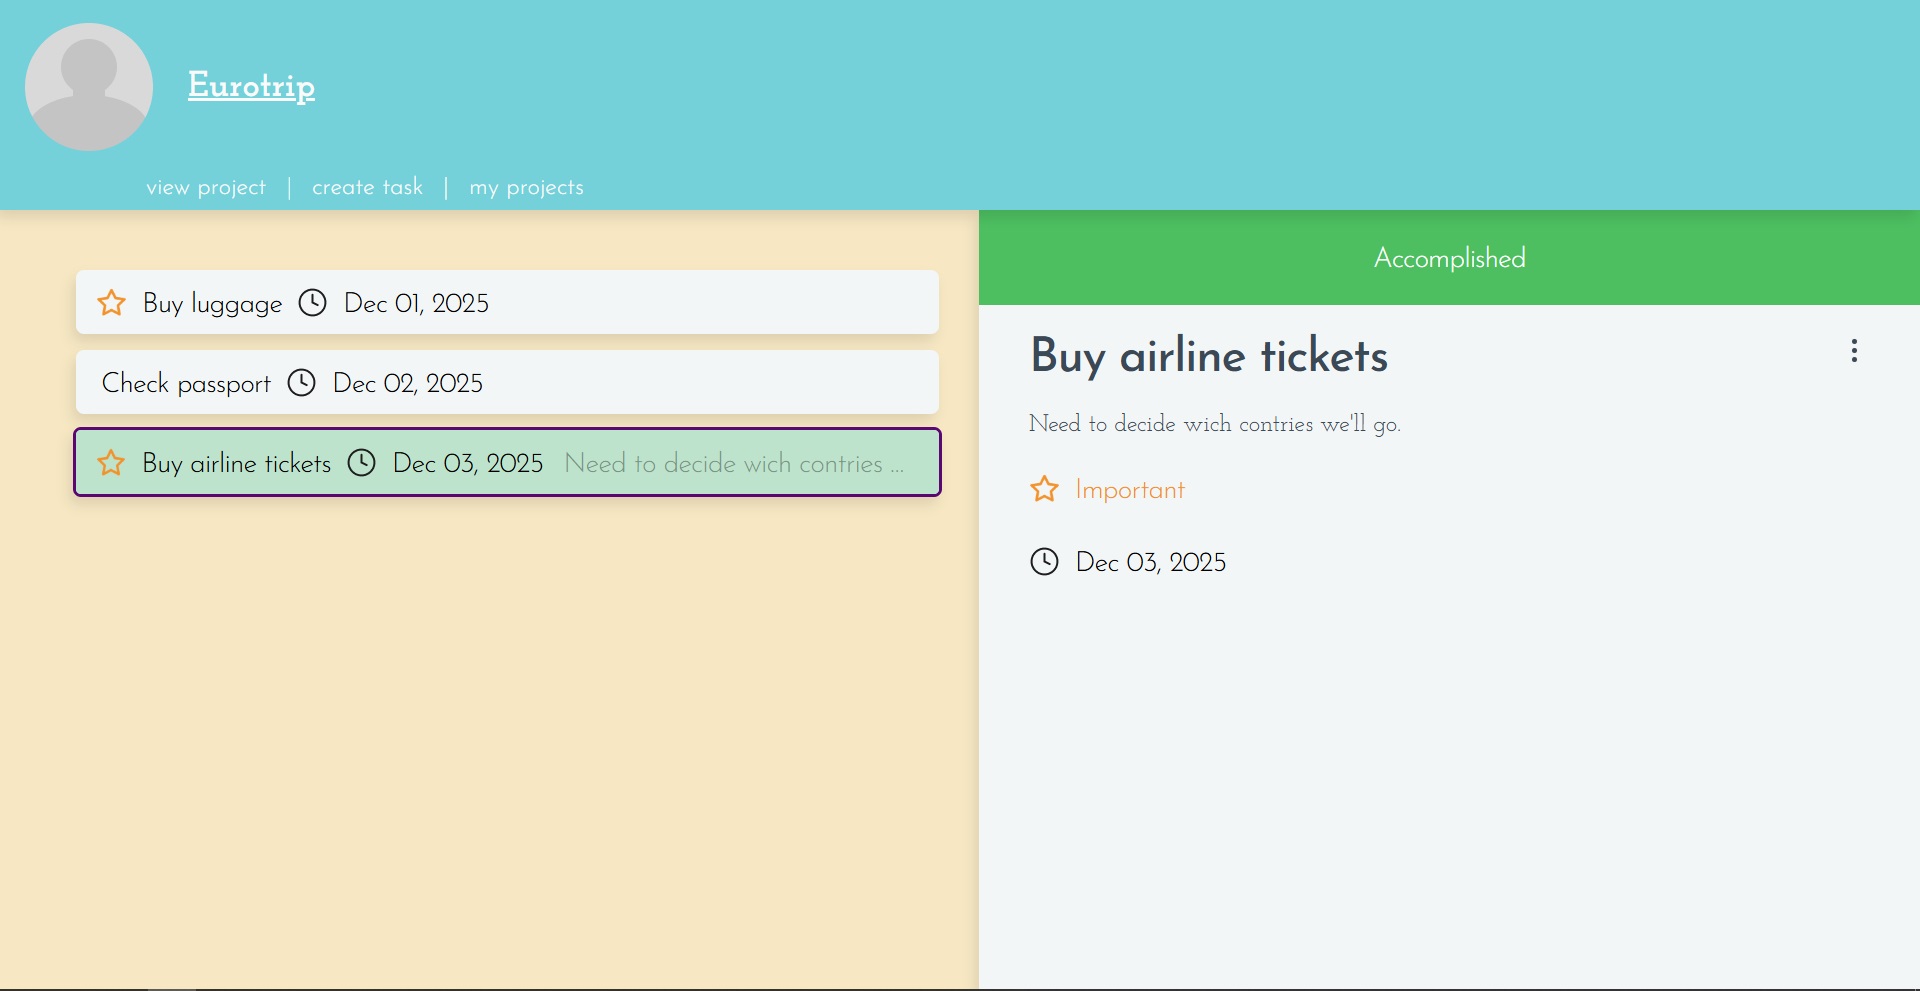 Eurotrip
view project | create task | my projects
Buy luggage Dec 01, 2025
Check passport Dec 02, 2025
Buy airline tickets Dec 03, 2025 Need to decide wich contries ...
Accomplished
Buy airline tickets
Need to decide wich contries we'll go.
Important
Dec 03, 2025